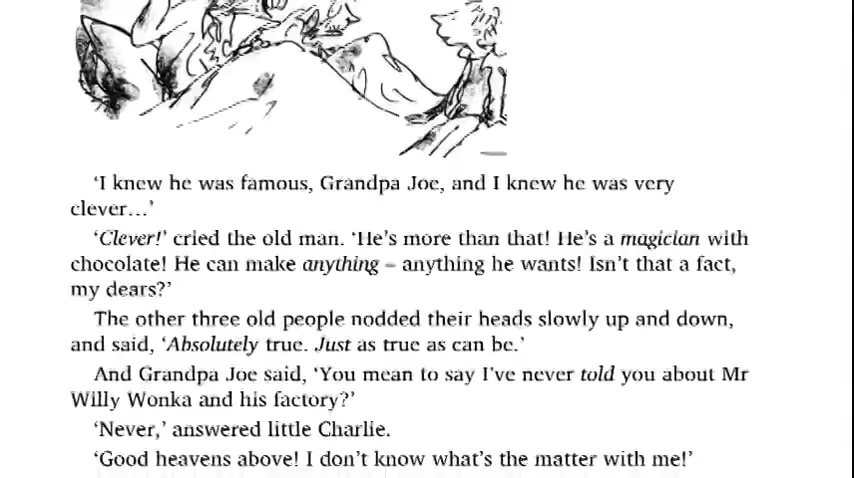 ‘I knew he was famous, Grandpa Joe, and I knew he was very
clever…’
‘Clever!’ cried the old man. ‘He’s more than that! He’s a magician with
chocolate! He can make anything – anything he wants! Isn’t that a fact,
my dears?’
The other three old people nodded their heads slowly up and down,
and said, ‘Absolutely true. Just as true as can be.’
And Grandpa Joe said, ‘You mean to say I’ve never told you about Mr
Willy Wonka and his factory?’
‘Never,’ answered little Charlie.
‘Good heavens above! I don’t know what’s the matter with me!’